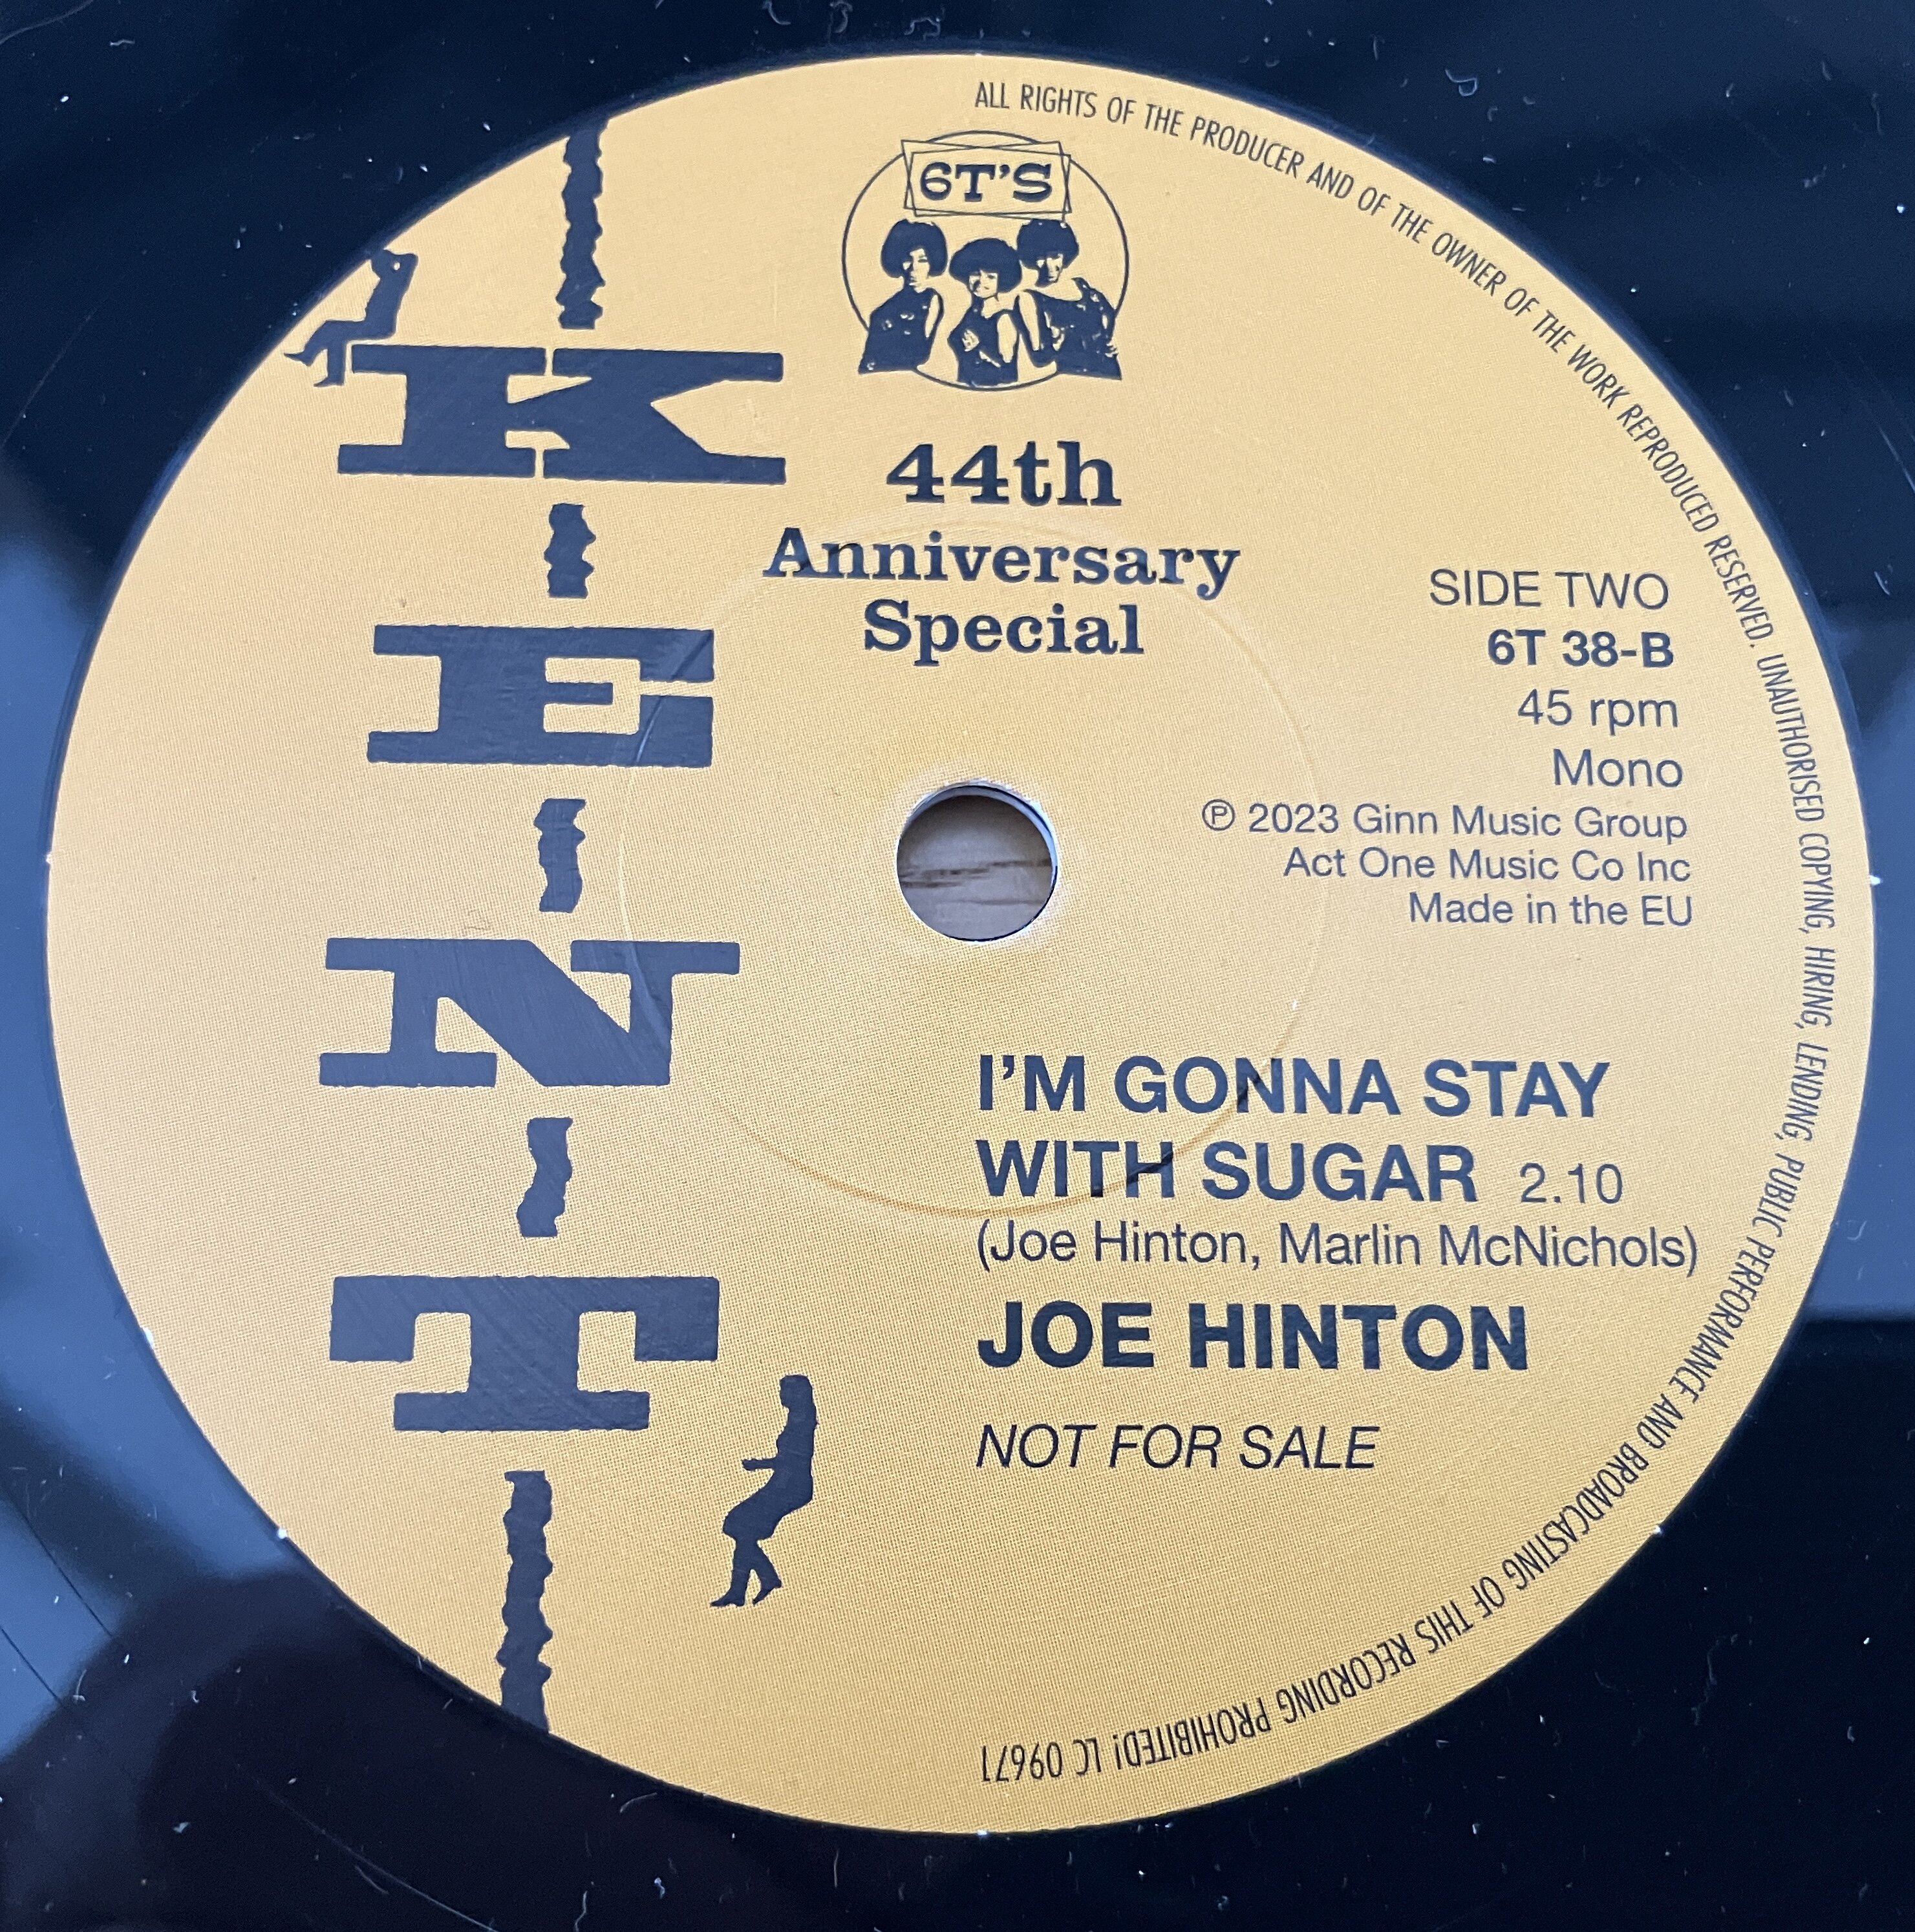 ALL RIGHTS OF THE PRODUCER AND OF THE OWNER OF THE WORK REPRODUCED RESERVED. UNAUTHORISED COPYING, HIRING, LENDING, PUBLIC PERFORMANCE AND BROADCASTING OF THIS RECORDING PROHIBITED! LC 09671
6T'S
KENT
44th
Anniversary
Special
SIDE TWO
6T 38-B
45 rpm
Mono
℗ 2023 Ginn Music Group
Act One Music Co Inc
Made in the EU
I'M GONNA STAY
WITH SUGAR 2.10
(Joe Hinton, Marlin McNichols)
JOE HINTON
NOT FOR SALE